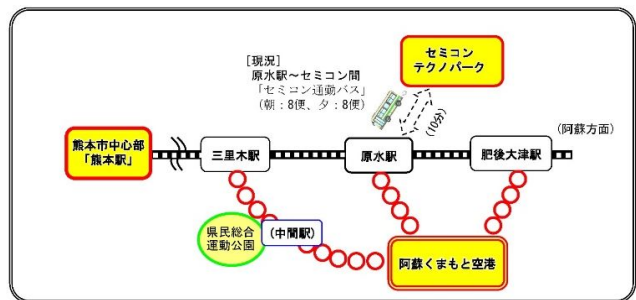 [現況]
原水駅～セミコン間
「セミコン通勤バス」
(朝：8便、夕：8便)
セミコン
テクノパーク
(10分)
(阿蘇方面)
熊本市中心部
「熊本駅」
三里木駅
原水駅
肥後大津駅
県民総合
運動公園
(中間駅)
阿蘇くまもと空港